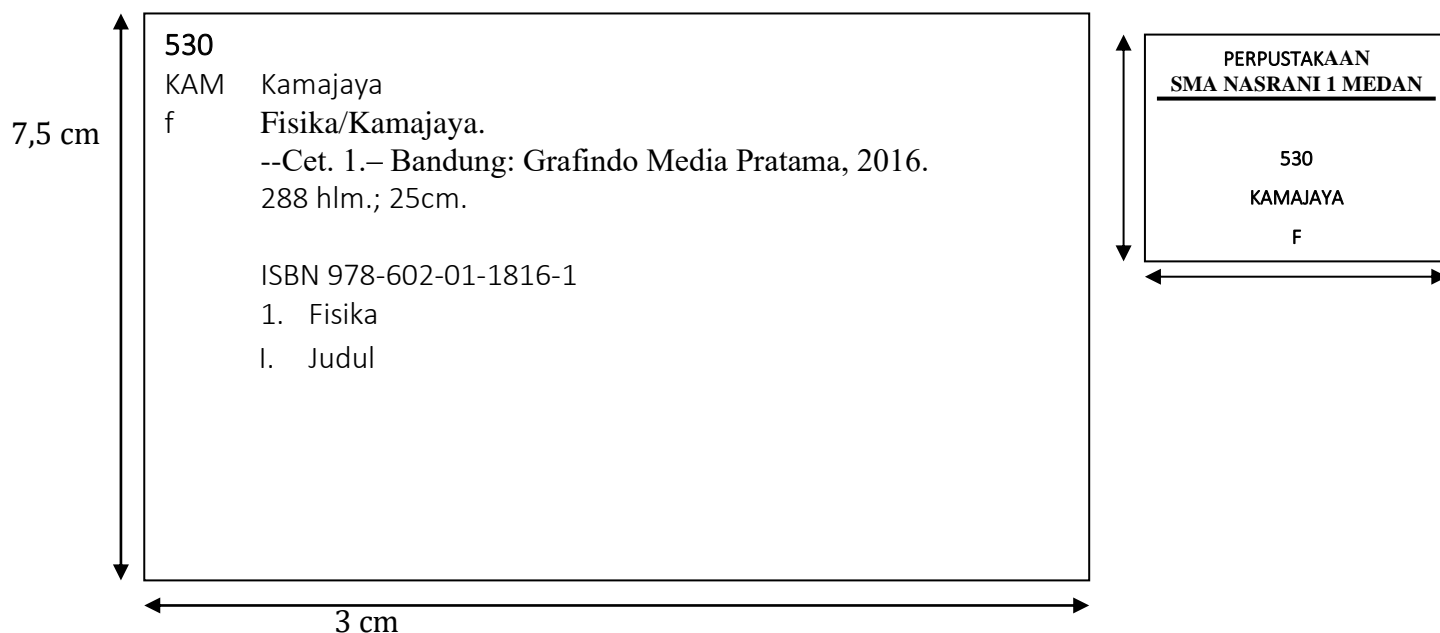 530
KAM Kamajaya
f Fisika/Kamajaya.
--Cet. 1.– Bandung: Grafindo Media Pratama, 2016.
288 hlm.; 25cm.
ISBN 978-602-01-1816-1
1. Fisika
I. Judul
7,5 cm
3 cm
PERPUSTAKAAN
SMA NASRANI 1 MEDAN
530
KAMAJAYA
F